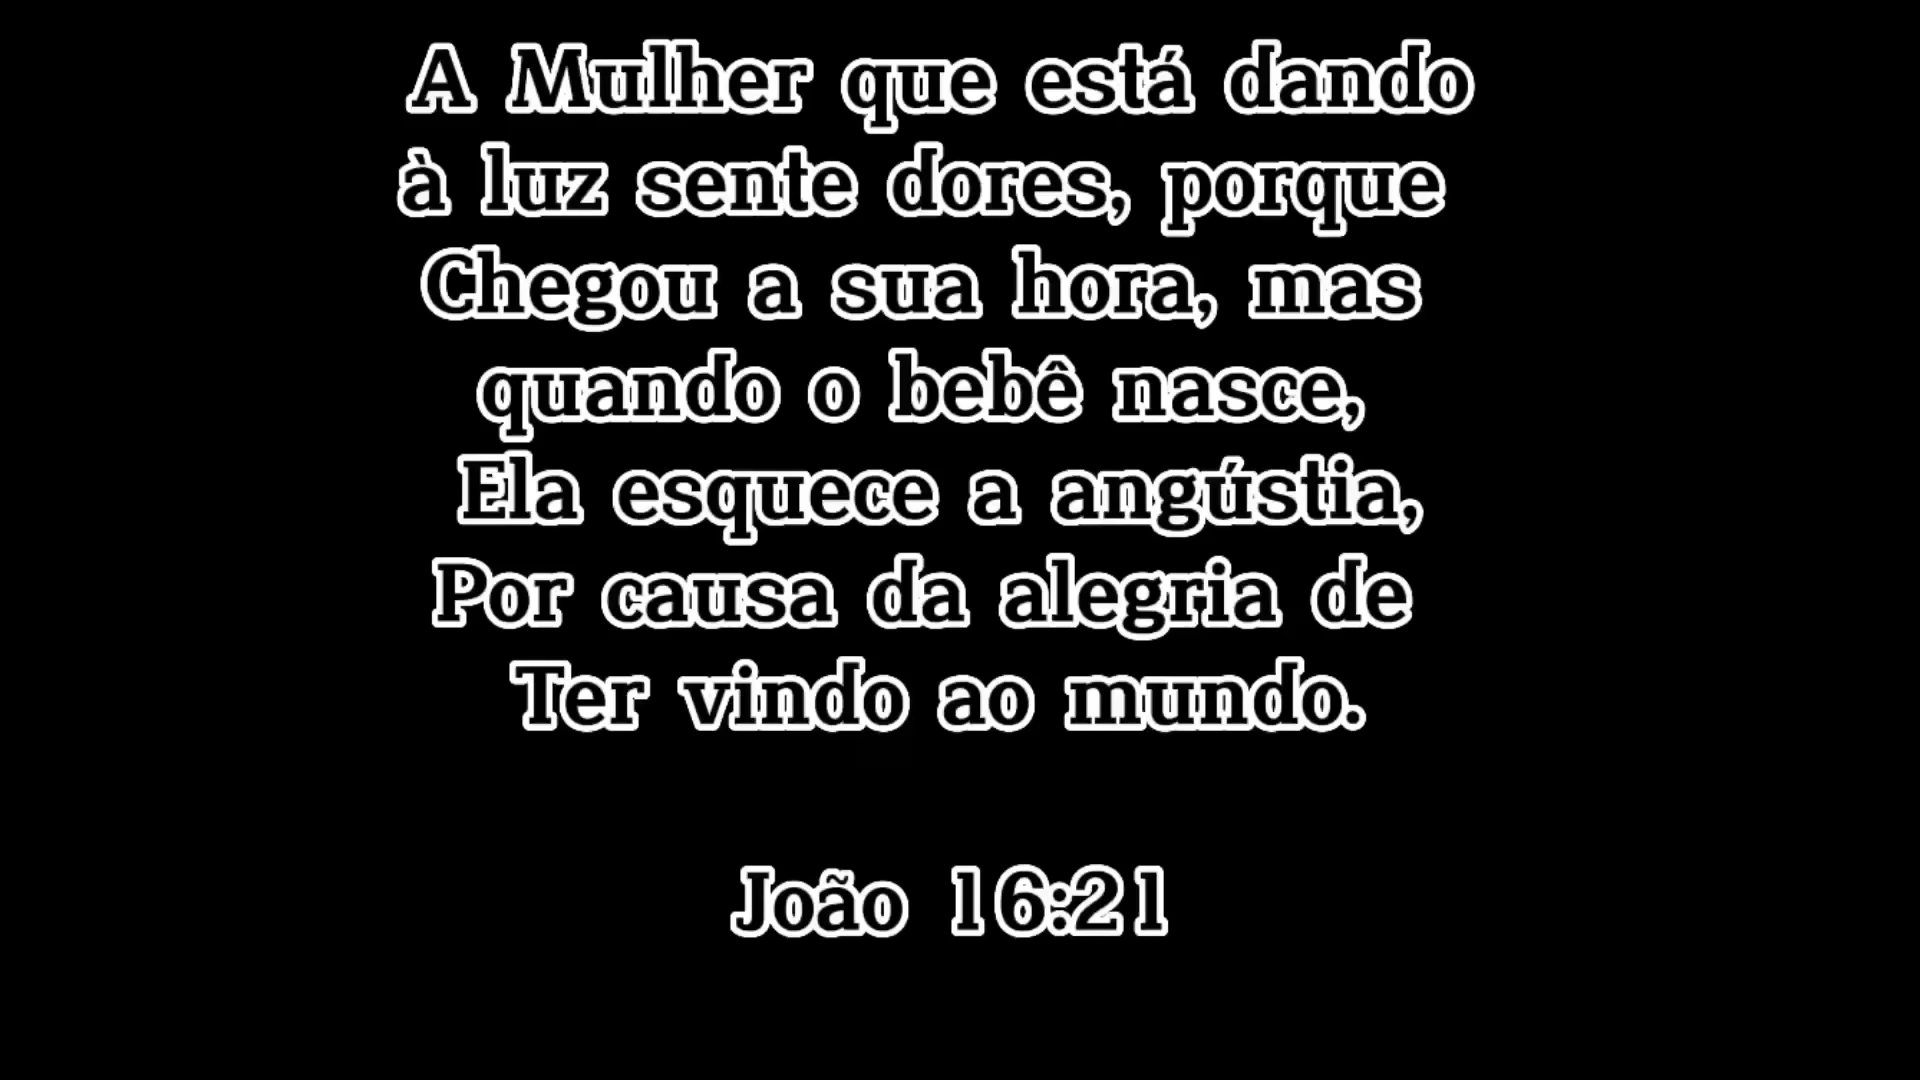 A Mulher que está dando
à luz sente dores, porque
Chegou a sua hora, mas
quando o bebê nasce,
Ela esquece a angústia,
Por causa da alegria de
Ter vindo ao mundo.
João 16:21